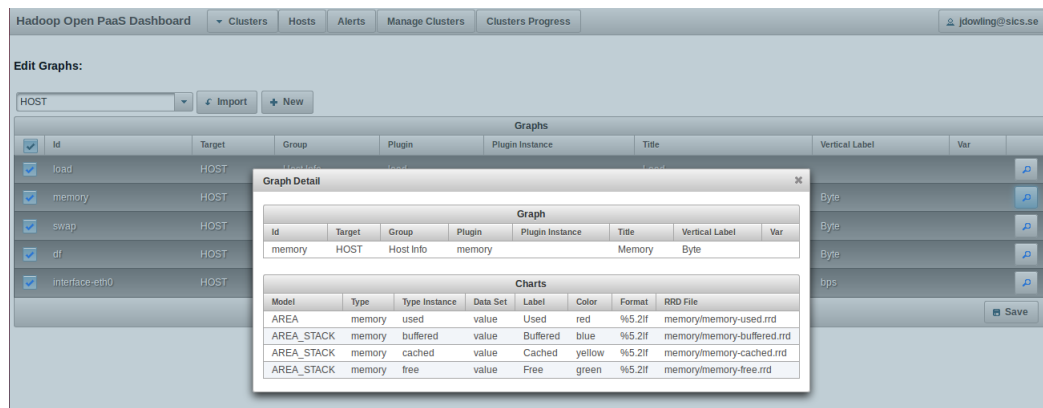 Hadoop Open PaaS Dashboard Clusters Hosts Alerts Manage Clusters Clusters Progress jdowling@sics.se
Edit Graphs:
HOST Import New
Graphs
Id Target Group Plugin Plugin Instance Title Vertical Label Var
load HOST Host Info load Load
memory HOST Byte
swap HOST Byte
df HOST Byte
interface-eth0 HOST bps
Save
Graph Detail
Graph
Id Target Group Plugin Plugin Instance Title Vertical Label Var
memory HOST Host Info memory Memory Byte
Charts
Model Type Type Instance Data Set Label Color Format RRD File
AREA memory used value Used red %5.2lf memory/memory-used.rrd
AREA_STACK memory buffered value Buffered blue %5.2lf memory/memory-buffered.rrd
AREA_STACK memory cached value Cached yellow %5.2lf memory/memory-cached.rrd
AREA_STACK memory free value Free green %5.2lf memory/memory-free.rrd